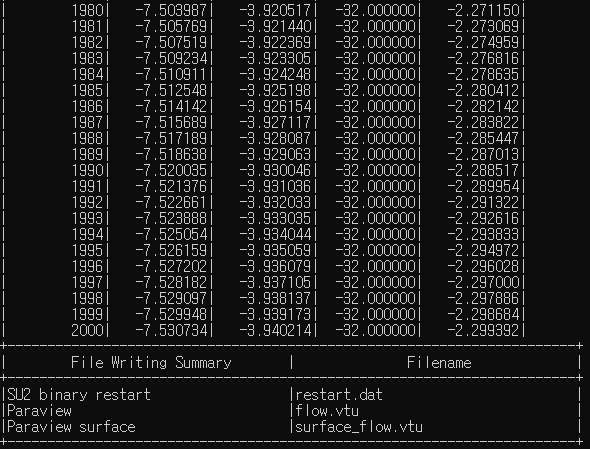 | 1980| -7.503987| -3.920517| -32.000000| -2.271150|
| 1981| -7.505769| -3.921440| -32.000000| -2.273069|
| 1982| -7.507519| -3.922369| -32.000000| -2.274959|
| 1983| -7.509234| -3.923305| -32.000000| -2.276816|
| 1984| -7.510911| -3.924248| -32.000000| -2.278635|
| 1985| -7.512548| -3.925198| -32.000000| -2.280412|
| 1986| -7.514142| -3.926154| -32.000000| -2.282142|
| 1987| -7.515689| -3.927117| -32.000000| -2.283822|
| 1988| -7.517189| -3.928087| -32.000000| -2.285447|
| 1989| -7.518638| -3.929063| -32.000000| -2.287013|
| 1990| -7.520035| -3.930046| -32.000000| -2.288517|
| 1991| -7.521376| -3.931036| -32.000000| -2.289954|
| 1992| -7.522661| -3.932033| -32.000000| -2.291322|
| 1993| -7.523888| -3.933035| -32.000000| -2.292616|
| 1994| -7.525054| -3.934044| -32.000000| -2.293833|
| 1995| -7.526159| -3.935059| -32.000000| -2.294972|
| 1996| -7.527202| -3.936079| -32.000000| -2.296028|
| 1997| -7.528182| -3.937105| -32.000000| -2.297000|
| 1998| -7.529097| -3.938137| -32.000000| -2.297886|
| 1999| -7.529948| -3.939173| -32.000000| -2.298684|
| 2000| -7.530734| -3.940214| -32.000000| -2.299392|
+-----------------------------------------------------------------------+
| File Writing Summary | Filename |
+-----------------------------------------------------------------------+
|SU2 binary restart |restart.dat |
|Paraview |flow.vtu |
|Paraview surface |surface_flow.vtu |
+-----------------------------------------------------------------------+